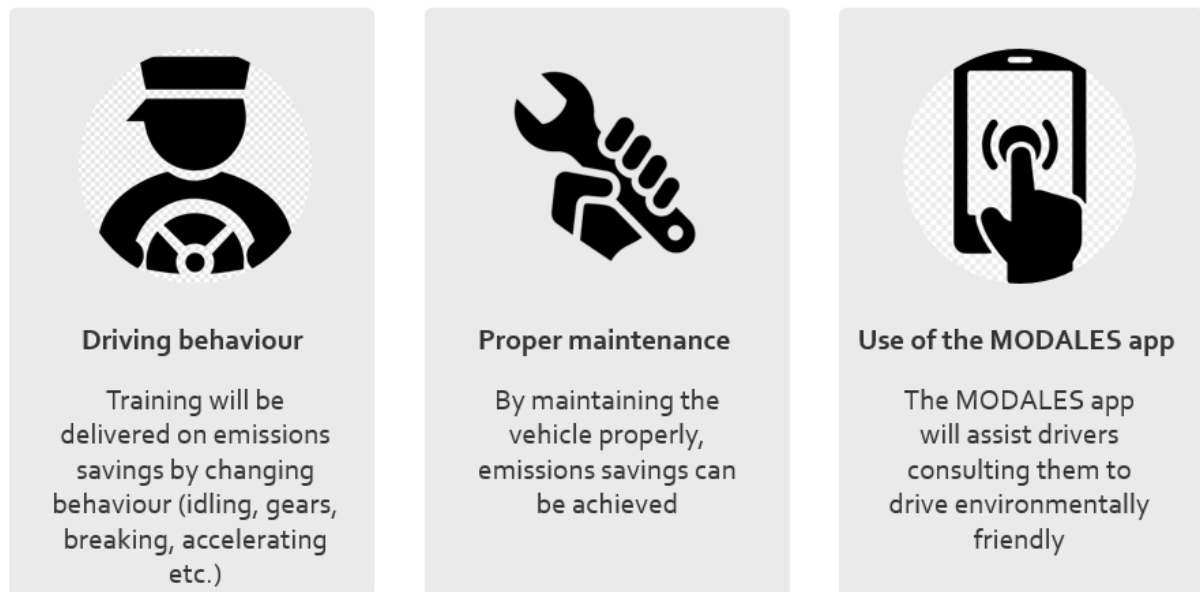 Driving behaviour
Training will be
delivered on emissions
savings by changing
behaviour (idling, gears,
breaking, accelerating
etc.)
Proper maintenance
By maintaining the
vehicle properly,
emissions savings can
be achieved
Use of the MODALES app
The MODALES app
will assist drivers
consulting them to
drive environmentally
friendly